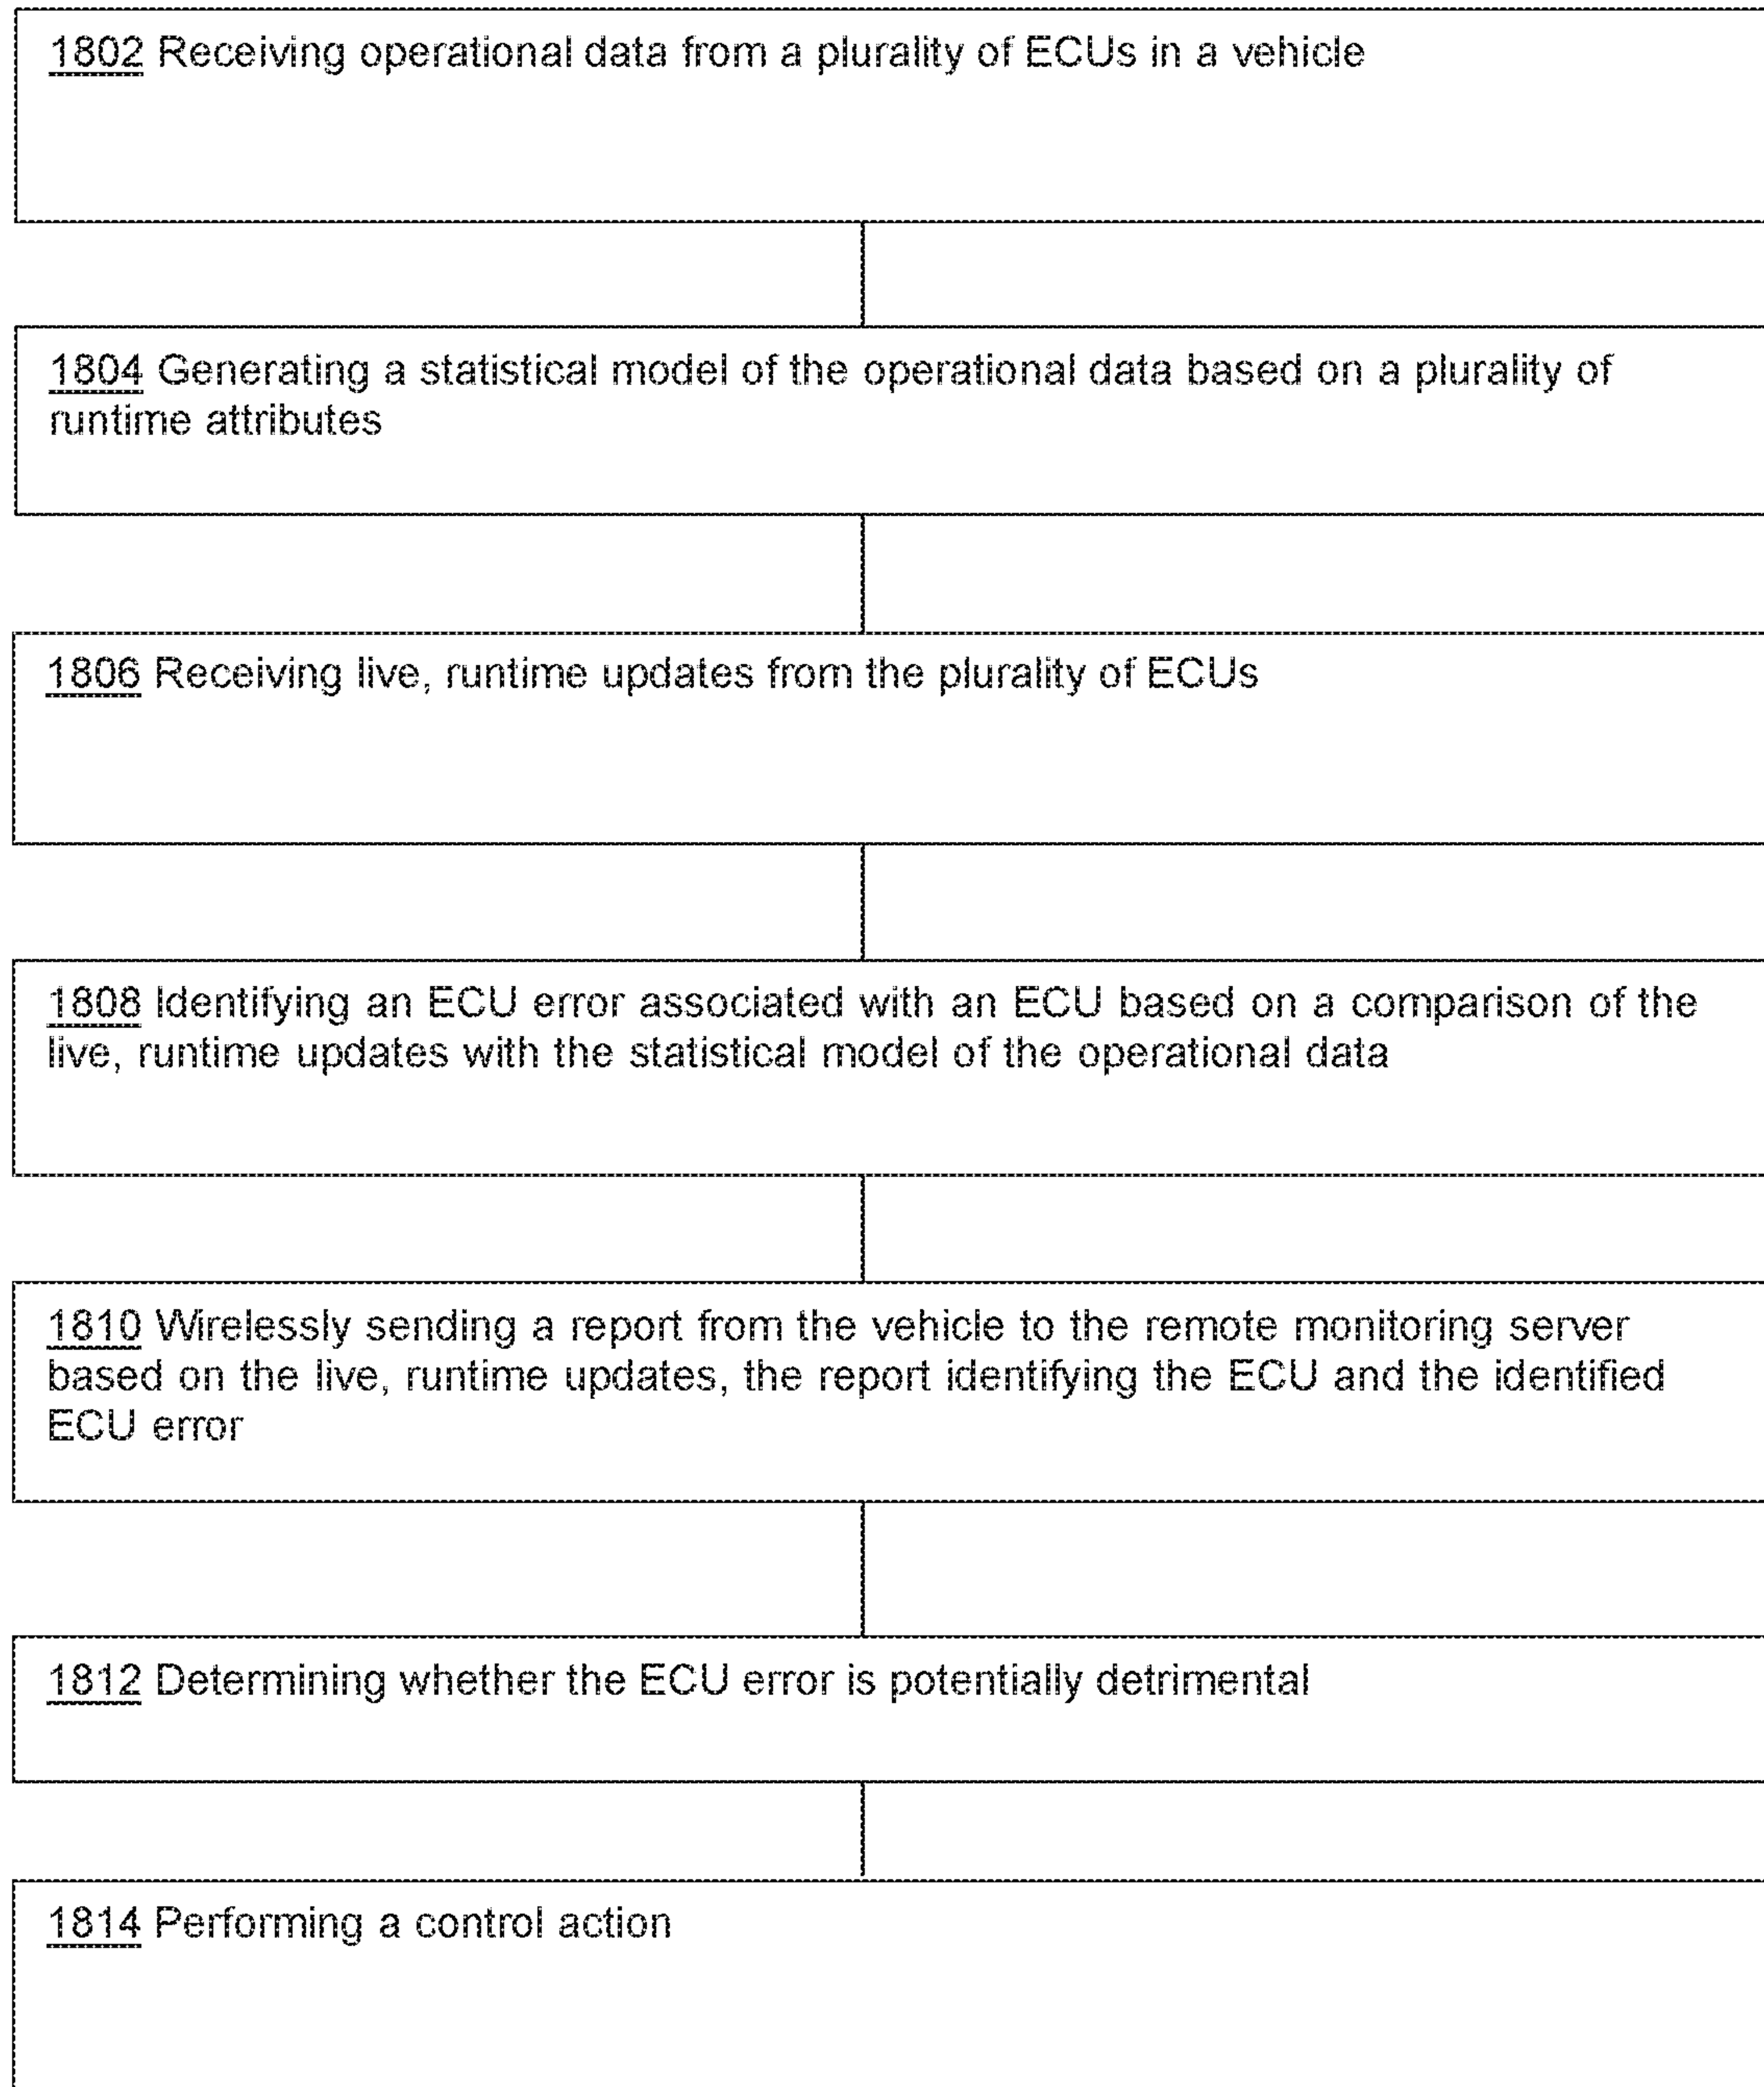 1802 Receiving operational data from a plurality of ECUs in a vehicle
1804 Generating a statistical model of the operational data based on a plurality of
runtime attributes
1806 Receiving live, runtime updates from the plurality of ECUs
1808 Identifying an ECU error associated with an ECU based on a comparison of the
live, runtime updates with the statistical model of the operational data
1810 Wirelessly sending a report from the vehicle to the remote monitoring server
based on the live, runtime updates, the report identifying the ECU and the identified
ECU error
1812 Determining whether the ECU error is potentially detrimental
1814 Performing a control action